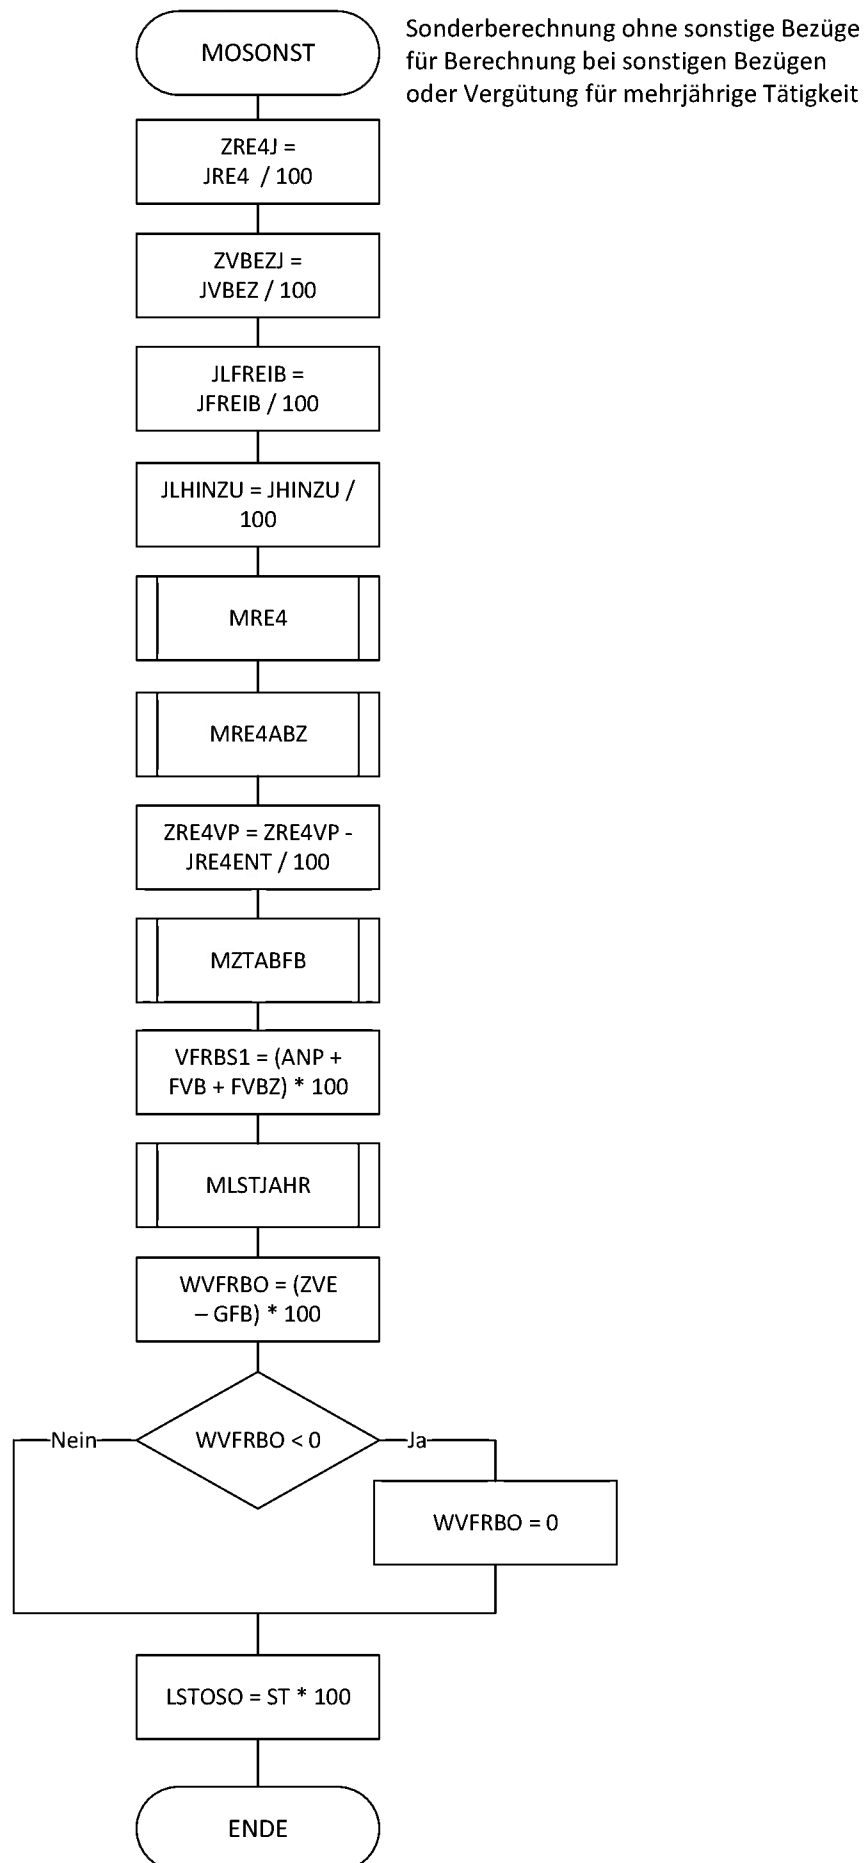 MOSONST
Sonderberechnung ohne sonstige Bezüge
für Berechnung bei sonstigen Bezügen
oder Vergütung für mehrjährige Tätigkeit
ZRE4J =
JRE4 / 100
ZVBEZJ =
JVBEZ / 100
JLFREIB =
JFREIB / 100
JLHINZU = JHINZU /
100
MRE4
MRE4ABZ
ZRE4VP = ZRE4VP -
JRE4ENT / 100
MZTABFB
VFRBS1 = (ANP +
FVB + FVBZ) * 100
MLSTJAHR
WVFRBO = (ZVE
– GFB) * 100
Nein
WVFRBO < 0
Ja
WVFRBO = 0
LSTOSO = ST * 100
ENDE